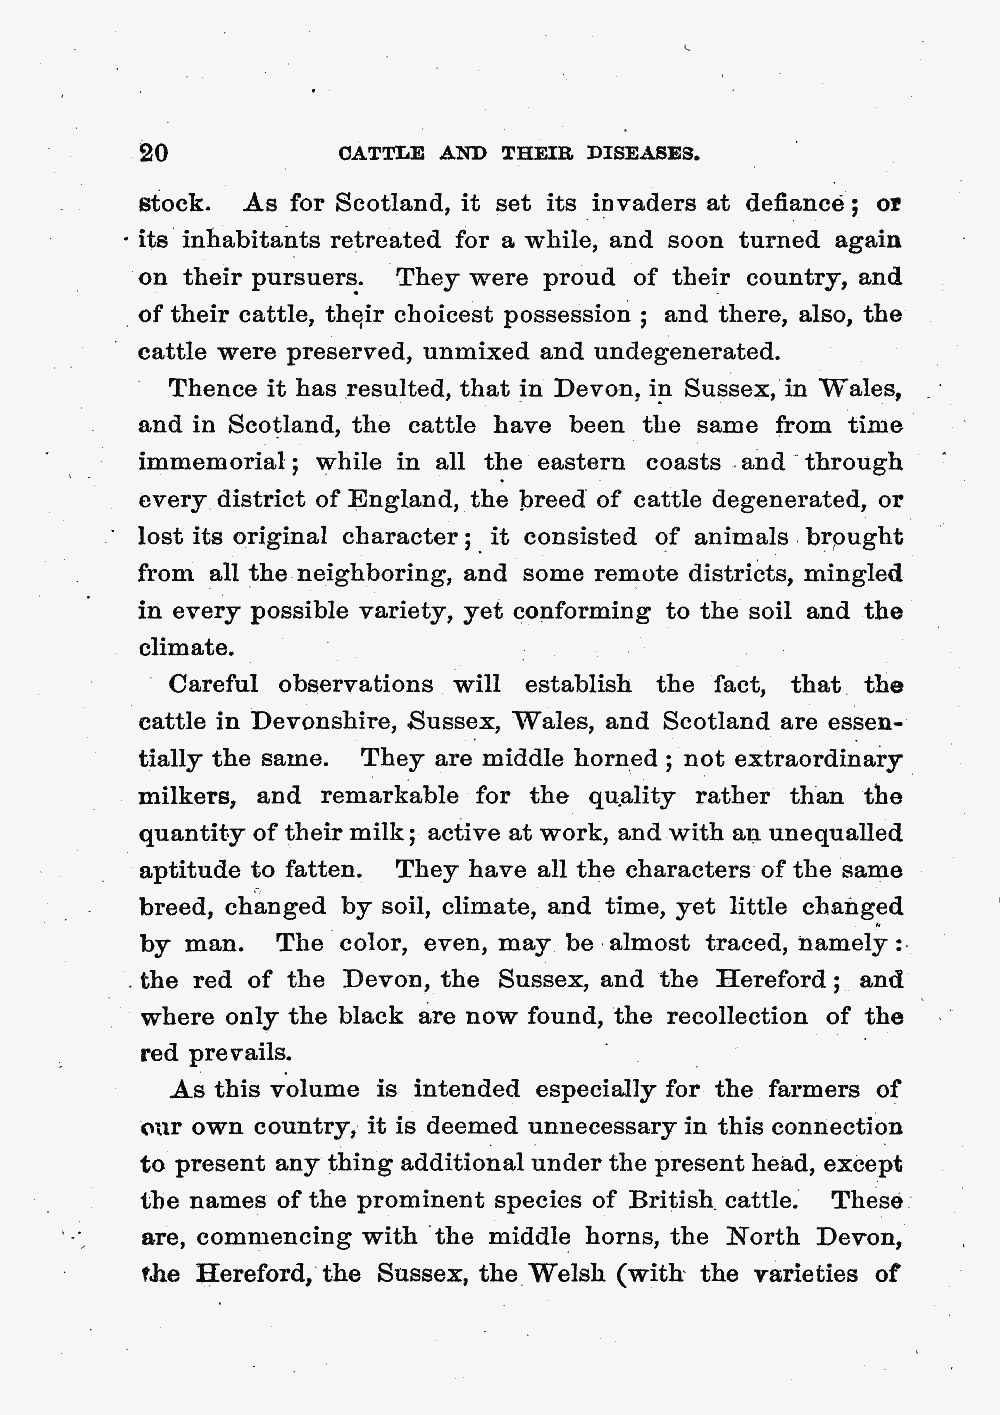 20 CATTLE AND THEIR DISEASES.
stock. As for Scotland, it set its invaders at defiance; or
its inhabitants retreated for a while, and soon turned again
on their pursuers. They were proud of their country, and
of their cattle, their choicest possession ; and there, also, the
cattle were preserved, unmixed and undegenerated.
Thence it has resulted, that in Devon, in Sussex, in Wales,
and in Scotland, the cattle have been the same from time
immemorial; while in all the eastern coasts and through
every district of England, the breed of cattle degenerated, or
lost its original character; it consisted of animals brought
from all the neighboring, and some remote districts, mingled
in every possible variety, yet conforming to the soil and the
climate.
Careful observations will establish the fact, that the
cattle in Devonshire, Sussex, Wales, and Scotland are essen-
tially the same. They are middle horned ; not extraordinary
milkers, and remarkable for the quality rather than the
quantity of their milk; active at work, and with an unequalled
aptitude to fatten. They have all the characters of the same
breed, changed by soil, climate, and time, yet little changed
by man. The color, even, may be almost traced, namely :
the red of the Devon, the Sussex, and the Hereford; and
where only the black are now found, the recollection of the
red prevails.
As this volume is intended especially for the farmers of
our own country, it is deemed unnecessary in this connection
to present any thing additional under the present head, except
the names of the prominent species of British cattle. These
are, commencing with the middle horns, the North Devon,
the Hereford, the Sussex, the Welsh (with the varieties of